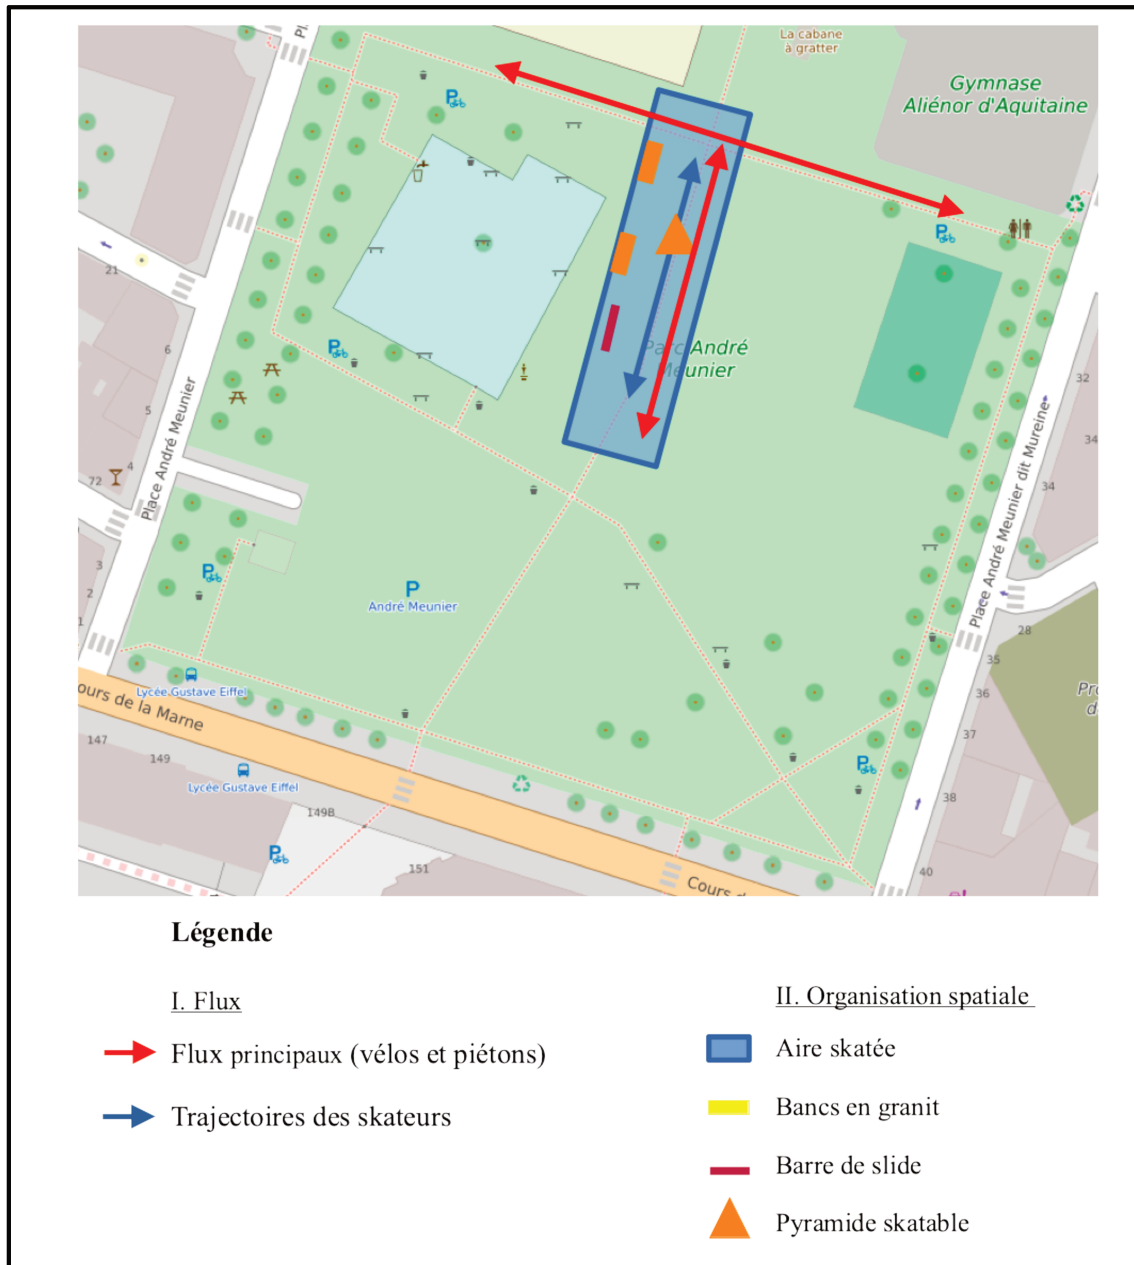 Pl
La cabane
à gratter
Gymnase
Aliénor d'Aquitaine
P
P
21
6
Parc André
Meunier
P
32
5
Place André Meunier
34
4
72
34
Place André Meunier dit Mureine
3
P
P
2
André Meunier
1
28
35
Lycée Gustave Eiffel
36
ours de la Marne
37
147
149
P
Lycée Gustave Eiffel
38
149B
P
151
Cours d
40
Légende
I. Flux
Flux principaux (vélos et piétons)
Trajectoires des skateurs
II. Organisation spatiale
Aire skatée
Bancs en granit
Barre de slide
Pyramide skatable